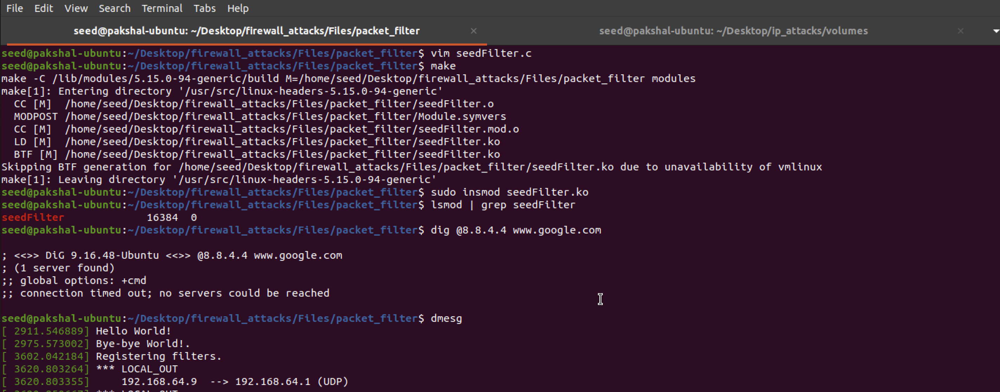 File Edit View Search Terminal Tabs Help
seed@pakshal-ubuntu: ~/Desktop/firewall_attacks/Files/packet_filter × seed@pakshal-ubuntu: ~/Desktop/ip_attacks/volumes ×
seed@pakshal-ubuntu:~/Desktop/firewall_attacks/Files/packet_filter$ vim seedFilter.c
seed@pakshal-ubuntu:~/Desktop/firewall_attacks/Files/packet_filter$ make
make -C /lib/modules/5.15.0-94-generic/build M=/home/seed/Desktop/firewall_attacks/Files/packet_filter modules
make[1]: Entering directory '/usr/src/linux-headers-5.15.0-94-generic'
  CC [M]  /home/seed/Desktop/firewall_attacks/Files/packet_filter/seedFilter.o
  MODPOST /home/seed/Desktop/firewall_attacks/Files/packet_filter/Module.symvers
  CC [M]  /home/seed/Desktop/firewall_attacks/Files/packet_filter/seedFilter.mod.o
  LD [M]  /home/seed/Desktop/firewall_attacks/Files/packet_filter/seedFilter.ko
  BTF [M] /home/seed/Desktop/firewall_attacks/Files/packet_filter/seedFilter.ko
Skipping BTF generation for /home/seed/Desktop/firewall_attacks/Files/packet_filter/seedFilter.ko due to unavailability of vmlinux
make[1]: Leaving directory '/usr/src/linux-headers-5.15.0-94-generic'
seed@pakshal-ubuntu:~/Desktop/firewall_attacks/Files/packet_filter$ sudo insmod seedFilter.ko
seed@pakshal-ubuntu:~/Desktop/firewall_attacks/Files/packet_filter$ lsmod | grep seedFilter
seedFilter             16384  0
seed@pakshal-ubuntu:~/Desktop/firewall_attacks/Files/packet_filter$ dig @8.8.4.4 www.google.com
; <<>> DiG 9.16.48-Ubuntu <<>> @8.8.4.4 www.google.com
; (1 server found)
;; global options: +cmd
;; connection timed out; no servers could be reached
seed@pakshal-ubuntu:~/Desktop/firewall_attacks/Files/packet_filter$ dmesg
[ 2911.546889] Hello World!
[ 2975.573002] Bye-bye World!.
[ 3602.042184] Registering filters.
[ 3620.803264] *** LOCAL_OUT
[ 3620.803355]     192.168.64.9  --> 192.168.64.1 (UDP)
*** LOCAL_OUT